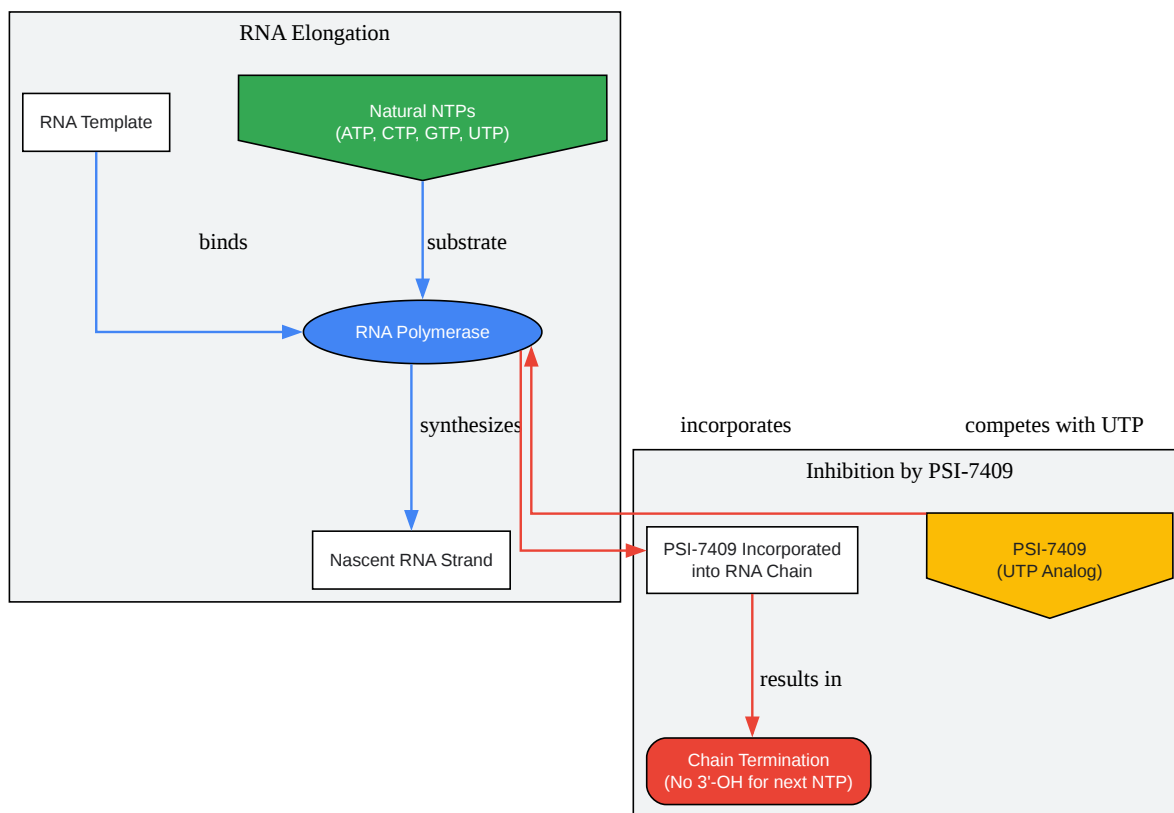 RNA Elongation
RNA Template
Natural NTPs
(ATP, CTP, GTP, UTP)
binds
substrate
RNA Polymerase
synthesizes
incorporates
competes with UTP
Inhibition by PSI-7409
Nascent RNA Strand
PSI-7409 Incorporated
into RNA Chain
PSI-7409
(UTP Analog)
results in
Chain Termination
(No 3'-OH for next NTP)